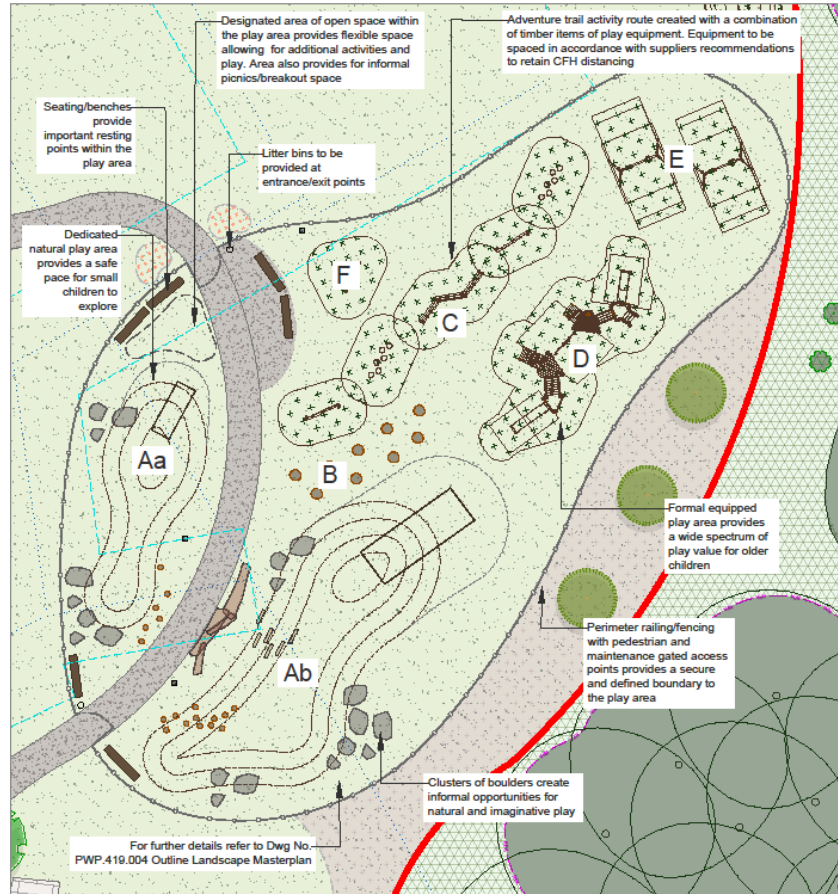 Designated area of open space within
the play area provides flexible space
allowing for additional activities and
play. Area also provides for informal
picnics/breakout space
Adventure trail activity route created with a combination
of timber items of play equipment. Equipment to be
spaced in accordance with suppliers recommendations
to retain CFH distancing
Seating/benches
provide
important resting
points within the
play area
Litter bins to be
provided at
entrance/exit points
Dedicated
natural play area
provides a safe
pace for small
children to
explore
E
F
C
D
Aa
B
Formal equipped
play area provides
a wide spectrum of
play value for older
children
Perimeter railing/fencing
with pedestrian and
maintenance gated access
points provides a secure
and defined boundary to
the play area
Ab
Clusters of boulders create
informal opportunities for
natural and imaginative play
For further details refer to Dwg No.
PWP.419.004 Outline Landscape Masterplan